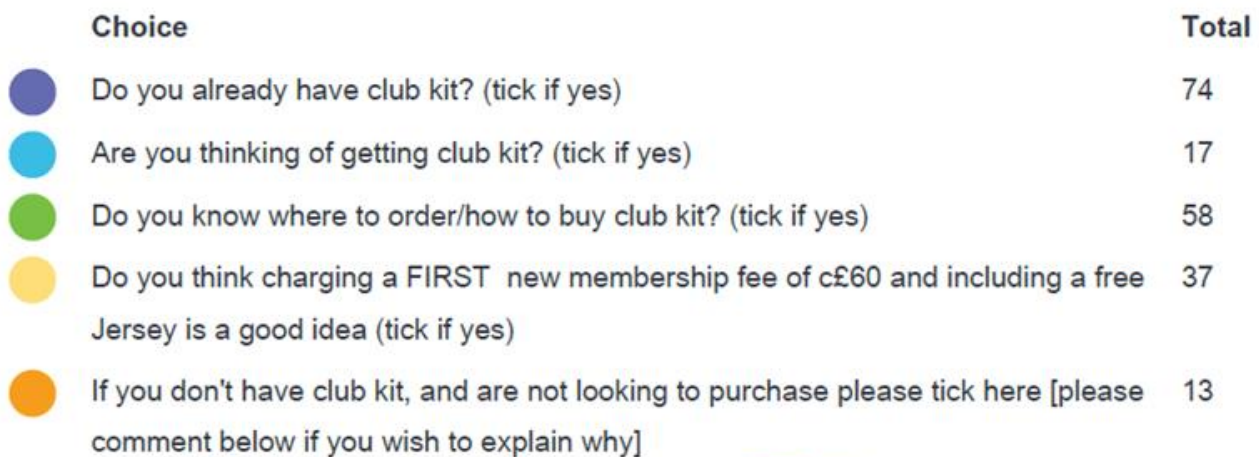 Choice Total
Do you already have club kit? (tick if yes) 74
Are you thinking of getting club kit? (tick if yes) 17
Do you know where to order/how to buy club kit? (tick if yes) 58
Do you think charging a FIRST  new membership fee of c£60 and including a free 37
Jersey is a good idea (tick if yes)
If you don't have club kit, and are not looking to purchase please tick here [please 13
comment below if you wish to explain why]